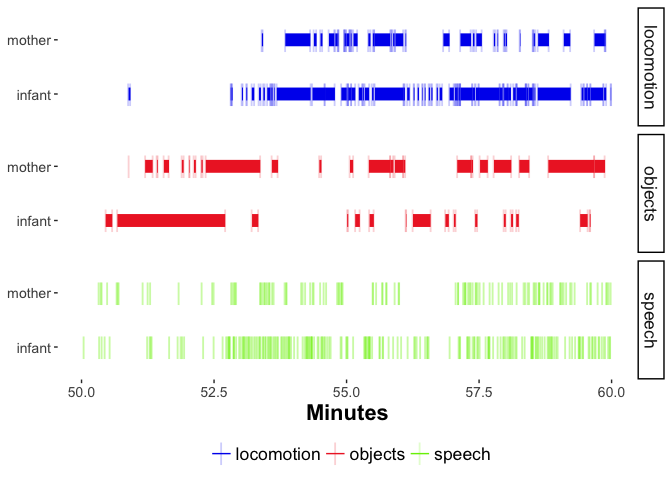 mother
infant
locomotion
mother
infant
objects
mother
infant
speech
50.0 52.5 55.0 57.5 60.0
Minutes
locomotion objects speech